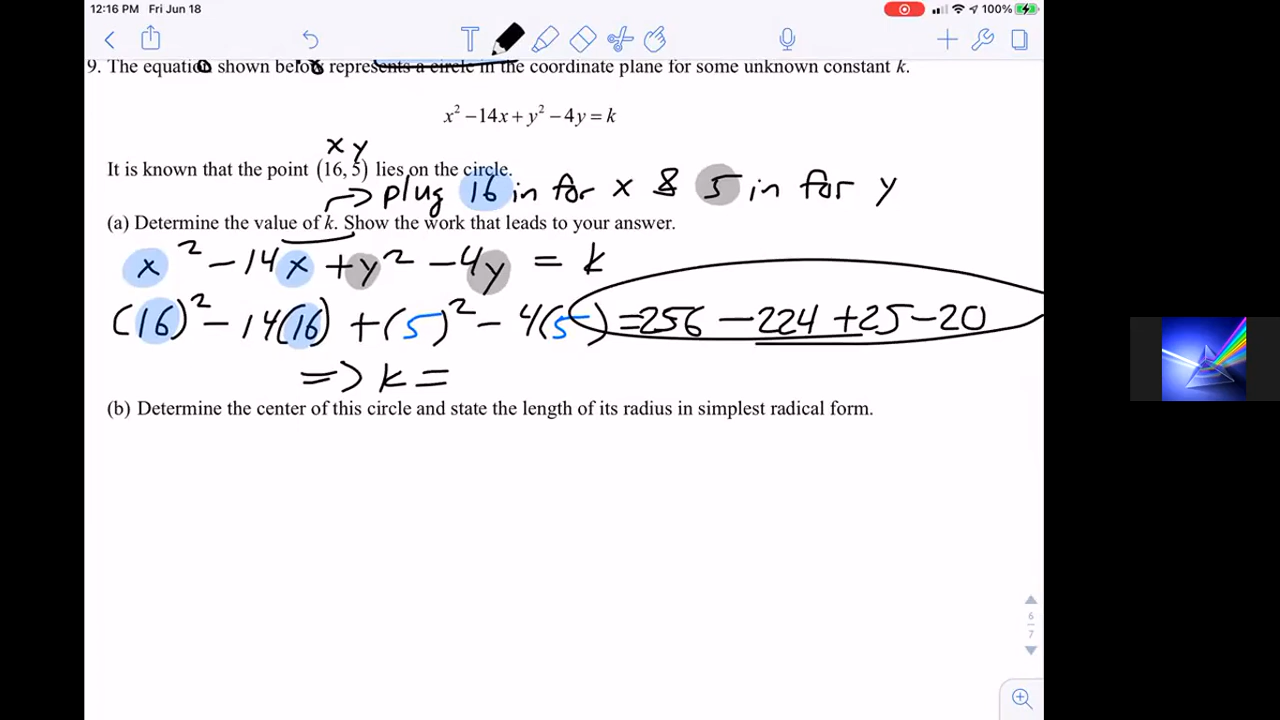 12:16 PM Fri Jun 18
100%
T
9. The equation shown below represents a circle in the coordinate plane for some unknown constant k.
x² – 14x + y² – 4y = k
x y
It is known that the point (16, 5) lies on the circle.
→ plug 16 in for x & 5 in for y
(a) Determine the value of k. Show the work that leads to your answer.
x² – 14x + y² – 4y = k
(16)² – 14(16) + (5)² – 4(5) = 256 – 224 + 25 – 20
=> k =
(b) Determine the center of this circle and state the length of its radius in simplest radical form.
6
7